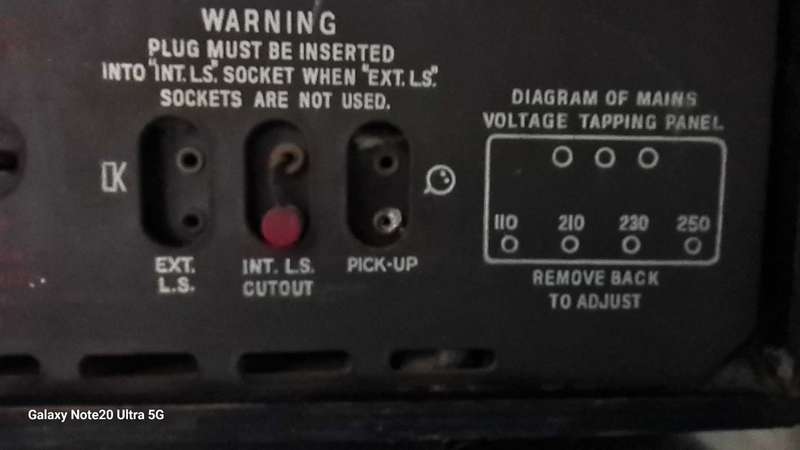 WARNING
PLUG MUST BE INSERTED
INTO "INT. L.S." SOCKET WHEN "EXT. L.S."
SOCKETS ARE NOT USED.
DIAGRAM OF MAINS
VOLTAGE TAPPING PANEL
110 210 230 250
EXT.
L.S.
INT. L.S.
CUTOUT
PICK-UP
REMOVE BACK
TO ADJUST
Galaxy Note20 Ultra 5G